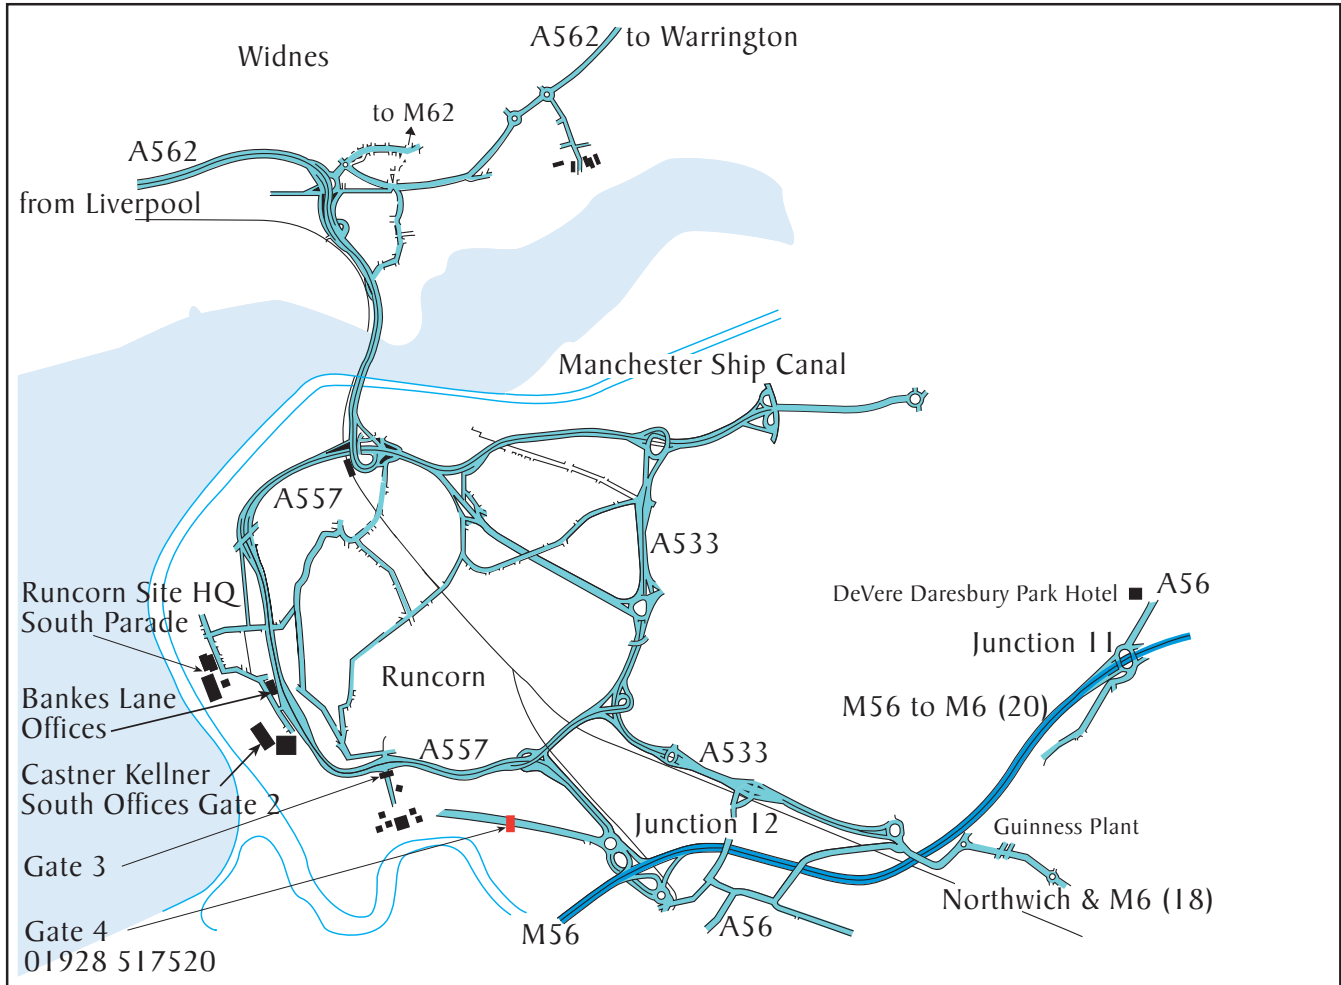 A562 to Warrington
Widnes
to M62
A562
from Liverpool
Manchester Ship Canal
A557
A533
Runcorn Site HQ
South Parade
DeVere Daresbury Park Hotel
A56
Junction 11
Runcorn
Bankes Lane
Offices
M56 to M6 (20)
A557
A533
Castner Kellner
South Offices Gate 2
Junction 12
Guinness Plant
Gate 3
Northwich & M6 (18)
Gate 4
01928 517520
M56
A56